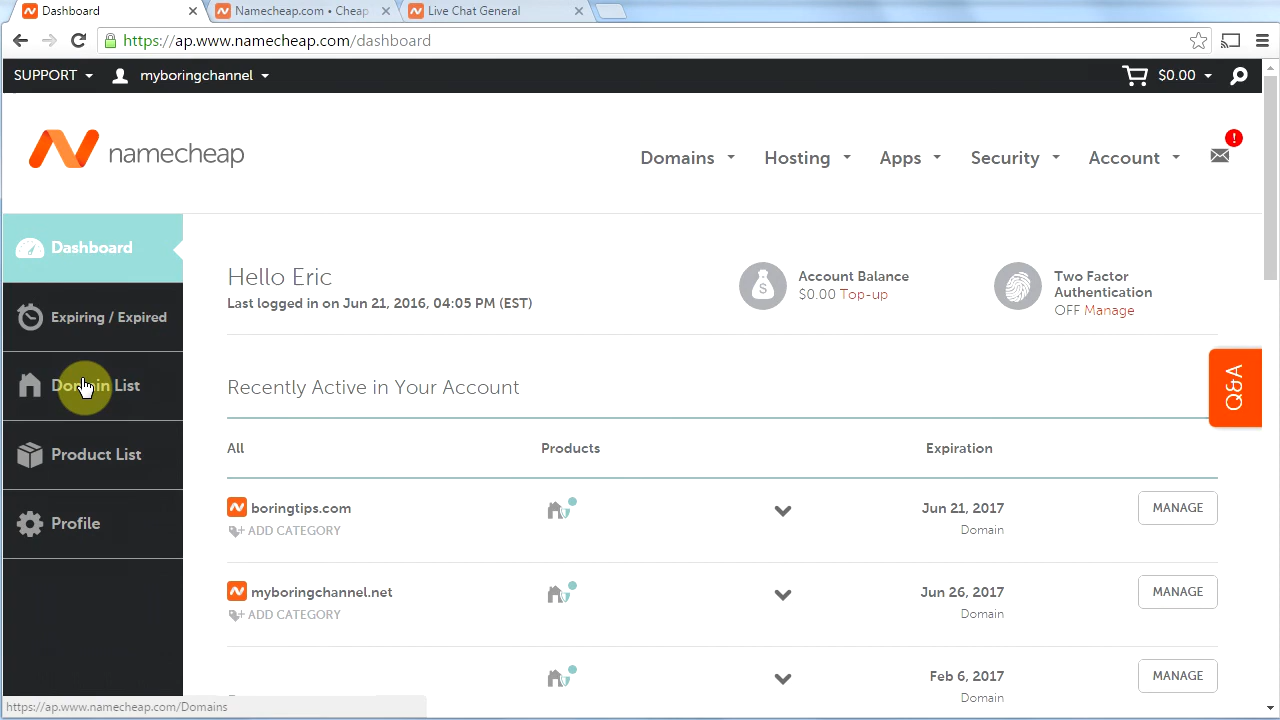 Dashboard
Namecheap.com • Cheap
Live Chat General
https://ap.www.namecheap.com/dashboard
SUPPORT
myboringchannel
$0.00
namecheap
Domains
Hosting
Apps
Security
Account
!
Dashboard
Expiring / Expired
Domain List
Product List
Profile
Hello Eric
Last logged in on Jun 21, 2016, 04:05 PM (EST)
$
Account Balance
$0.00 Top-up
Two Factor
Authentication
OFF Manage
Q&A
Recently Active in Your Account
All
Products
Expiration
boringtips.com
ADD CATEGORY
Jun 21, 2017
Domain
MANAGE
myboringchannel.net
ADD CATEGORY
Jun 26, 2017
Domain
MANAGE
Feb 6, 2017
Domain
MANAGE
https://ap.www.namecheap.com/Domains